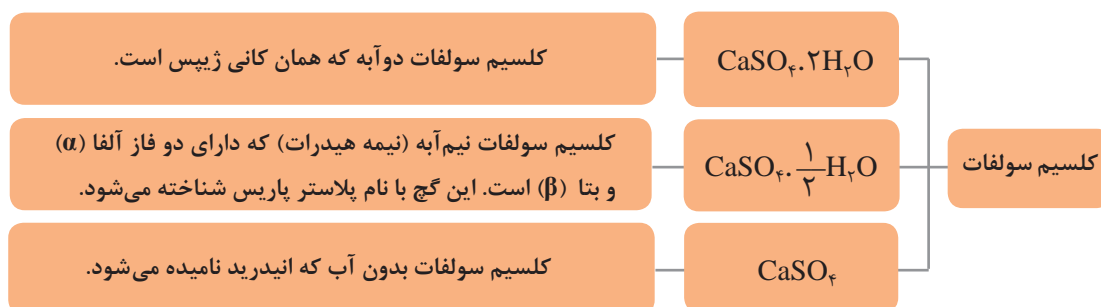 کلسیم سولفات
CaSO۴.۲H۲O
کلسیم سولفات دوآبه که همان کانی ژیپس است.
CaSO۴.۱/۲H۲O
کلسیم سولفات نیم‌آبه (نیمه هیدرات) که دارای دو فاز آلفا (α)
و بتا (β) است. این گچ با نام پلاستر پاریس شناخته می‌شود.
CaSO۴
کلسیم سولفات بدون آب که انیدرید نامیده می‌شود.